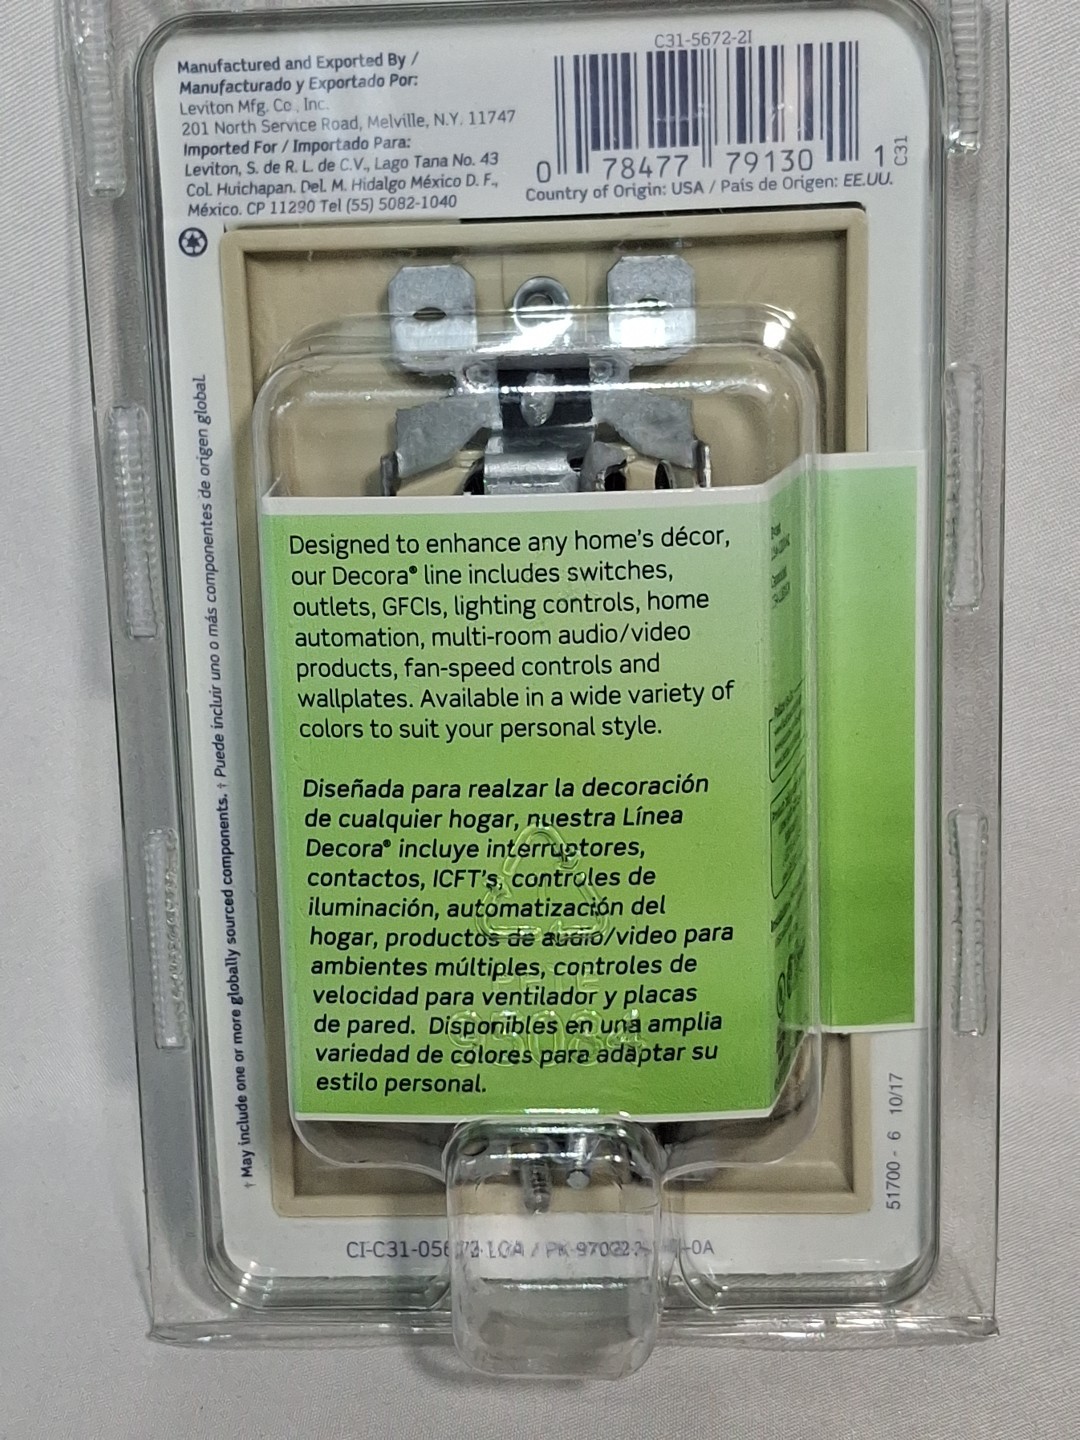 Manufactured and Exported By /
Manufacturado y Exportado Por:
Leviton Mfg. Co., Inc.
201 North Service Road, Melville, N.Y. 11747
Imported For / Importado Para:
Leviton, S. de R.L. de C.V., Lago Tana No. 43
Col. Huichapan. Del. M. Hidalgo México D. F.,
México. CP 11290 Tel (55) 5082-1040
C31-5672-2I
0 78477 79130 1
C31
Country of Origin: USA / País de Origen: EE.UU.
† May include one or more globally sourced components. † Puede incluir uno o más componentes de origen global.
Designed to enhance any home's décor,
our Decora® line includes switches,
outlets, GFCIs, lighting controls, home
automation, multi-room audio/video
products, fan-speed controls and
wallplates. Available in a wide variety of
colors to suit your personal style.
Diseñada para realzar la decoración
de cualquier hogar, nuestra Línea
Decora® incluye interruptores,
contactos, ICFT's, controles de
iluminación, automatización del
hogar, productos de audio/video para
ambientes múltiples, controles de
velocidad para ventilador y placas
de pared. Disponibles en una amplia
variedad de colores para adaptar su
estilo personal.
PETE
95084
51700 - 6 10/17